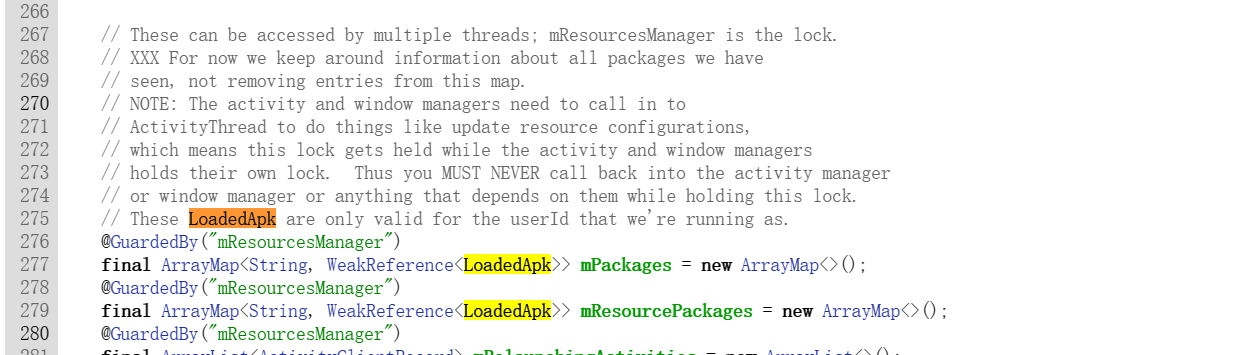 266
267 // These can be accessed by multiple threads; mResourcesManager is the lock.
268 // XXX For now we keep around information about all packages we have
269 // seen, not removing entries from this map.
270 // NOTE: The activity and window managers need to call in to
271 // ActivityThread to do things like update resource configurations,
272 // which means this lock gets held while the activity and window managers
273 // holds their own lock.  Thus you MUST NEVER call back into the activity manager
274 // or window manager or anything that depends on them while holding this lock.
275 // These LoadedApk are only valid for the userId that we're running as.
276 @GuardedBy("mResourcesManager")
277 final ArrayMap<String, WeakReference<LoadedApk>> mPackages = new ArrayMap<>();
278 @GuardedBy("mResourcesManager")
279 final ArrayMap<String, WeakReference<LoadedApk>> mResourcePackages = new ArrayMap<>();
280 @GuardedBy("mResourcesManager")
281 final ArrayList<ActivityClientRecord> mRelaunchingActivities = new ArrayList<>();